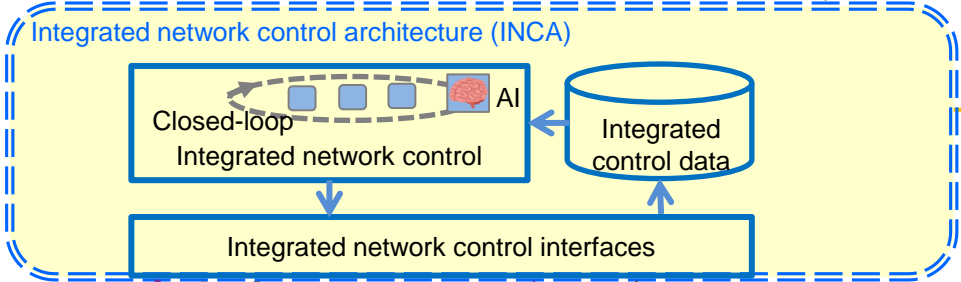 Integrated network control architecture (INCA)
AI
Closed-loop
Integrated network control
Integrated
control data
Integrated network control interfaces